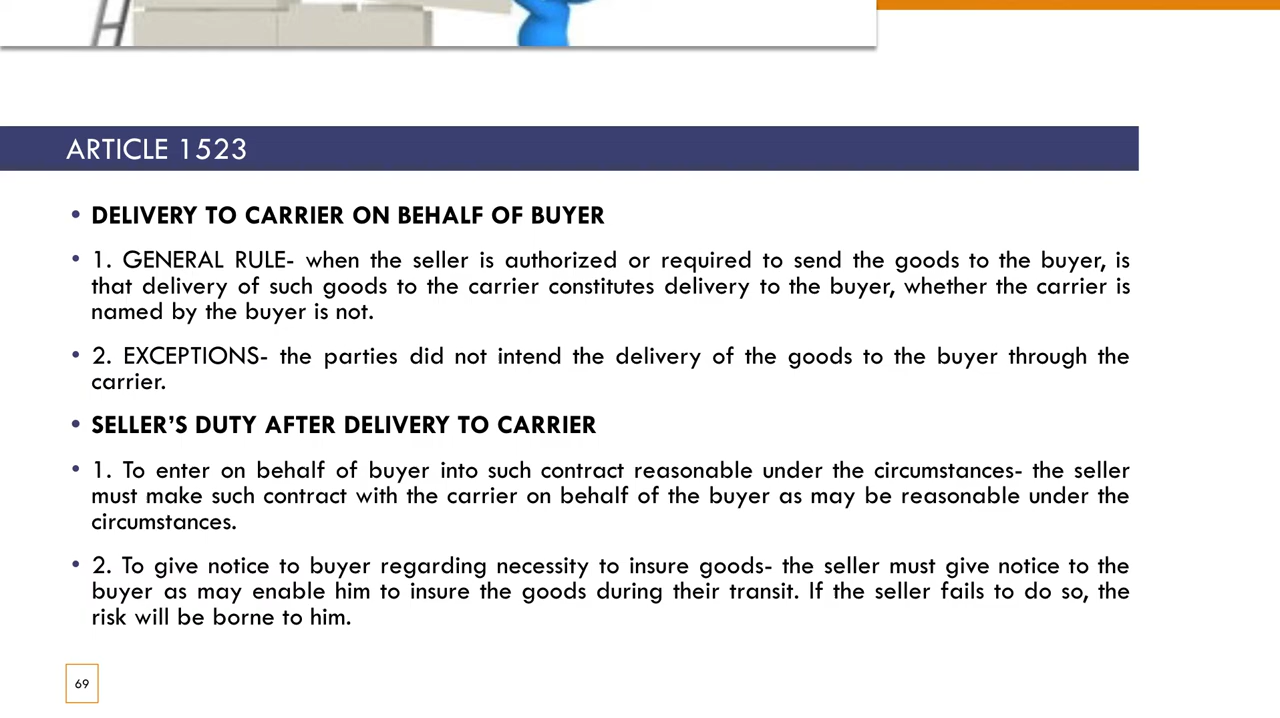 ARTICLE 1523
• DELIVERY TO CARRIER ON BEHALF OF BUYER
• 1. GENERAL RULE- when the seller is authorized or required to send the goods to the buyer, is
that delivery of such goods to the carrier constitutes delivery to the buyer, whether the carrier is
named by the buyer is not.
• 2. EXCEPTIONS- the parties did not intend the delivery of the goods to the buyer through the
carrier.
• SELLER’S DUTY AFTER DELIVERY TO CARRIER
• 1. To enter on behalf of buyer into such contract reasonable under the circumstances- the seller
must make such contract with the carrier on behalf of the buyer as may be reasonable under the
circumstances.
• 2. To give notice to buyer regarding necessity to insure goods- the seller must give notice to the
buyer as may enable him to insure the goods during their transit. If the seller fails to do so, the
risk will be borne to him.
69